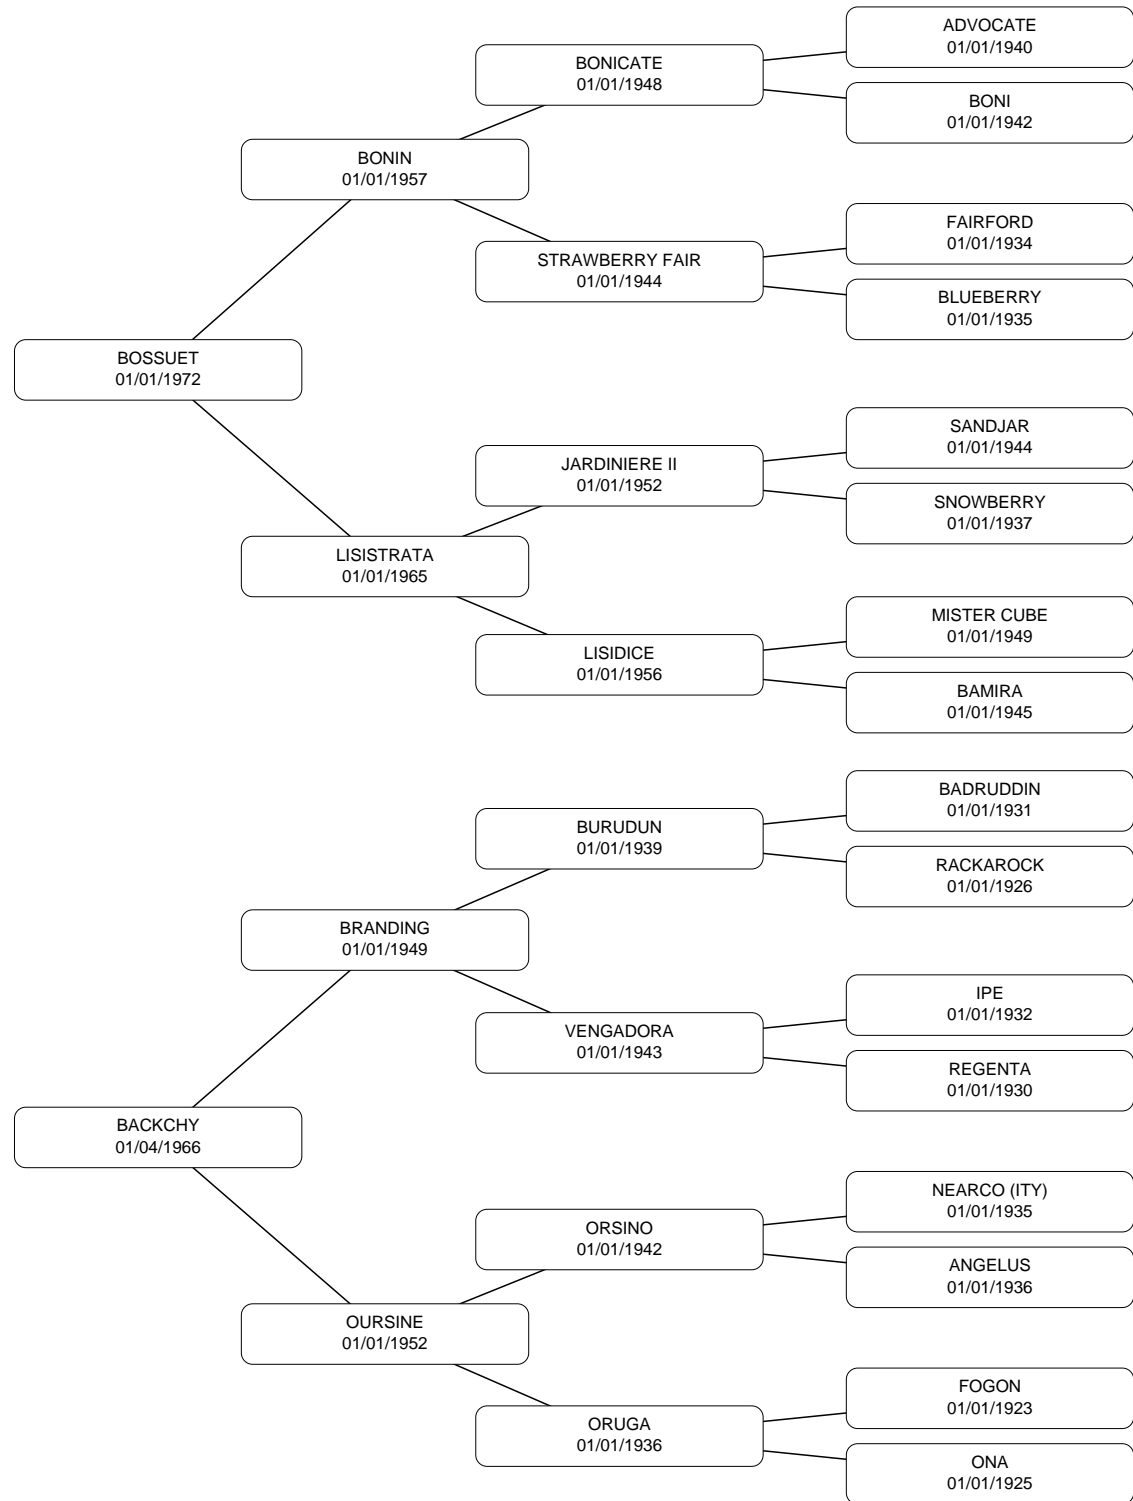 ADVOCATE
01/01/1940
BONICATE
01/01/1948
BONI
01/01/1942
BONIN
01/01/1957
FAIRFORD
01/01/1934
STRAWBERRY FAIR
01/01/1944
BLUEBERRY
01/01/1935
BOSSUET
01/01/1972
SANDJAR
01/01/1944
JARDINIERE II
01/01/1952
SNOWBERRY
01/01/1937
LISISTRATA
01/01/1965
MISTER CUBE
01/01/1949
LISIDICE
01/01/1956
BAMIRA
01/01/1945
BADRUDDIN
01/01/1931
BURUDUN
01/01/1939
RACKAROCK
01/01/1926
BRANDING
01/01/1949
IPE
01/01/1932
VENGADORA
01/01/1943
REGENTA
01/01/1930
BACKCHY
01/04/1966
NEARCO (ITY)
01/01/1935
ORSINO
01/01/1942
ANGELUS
01/01/1936
OURSINE
01/01/1952
FOGON
01/01/1923
ORUGA
01/01/1936
ONA
01/01/1925